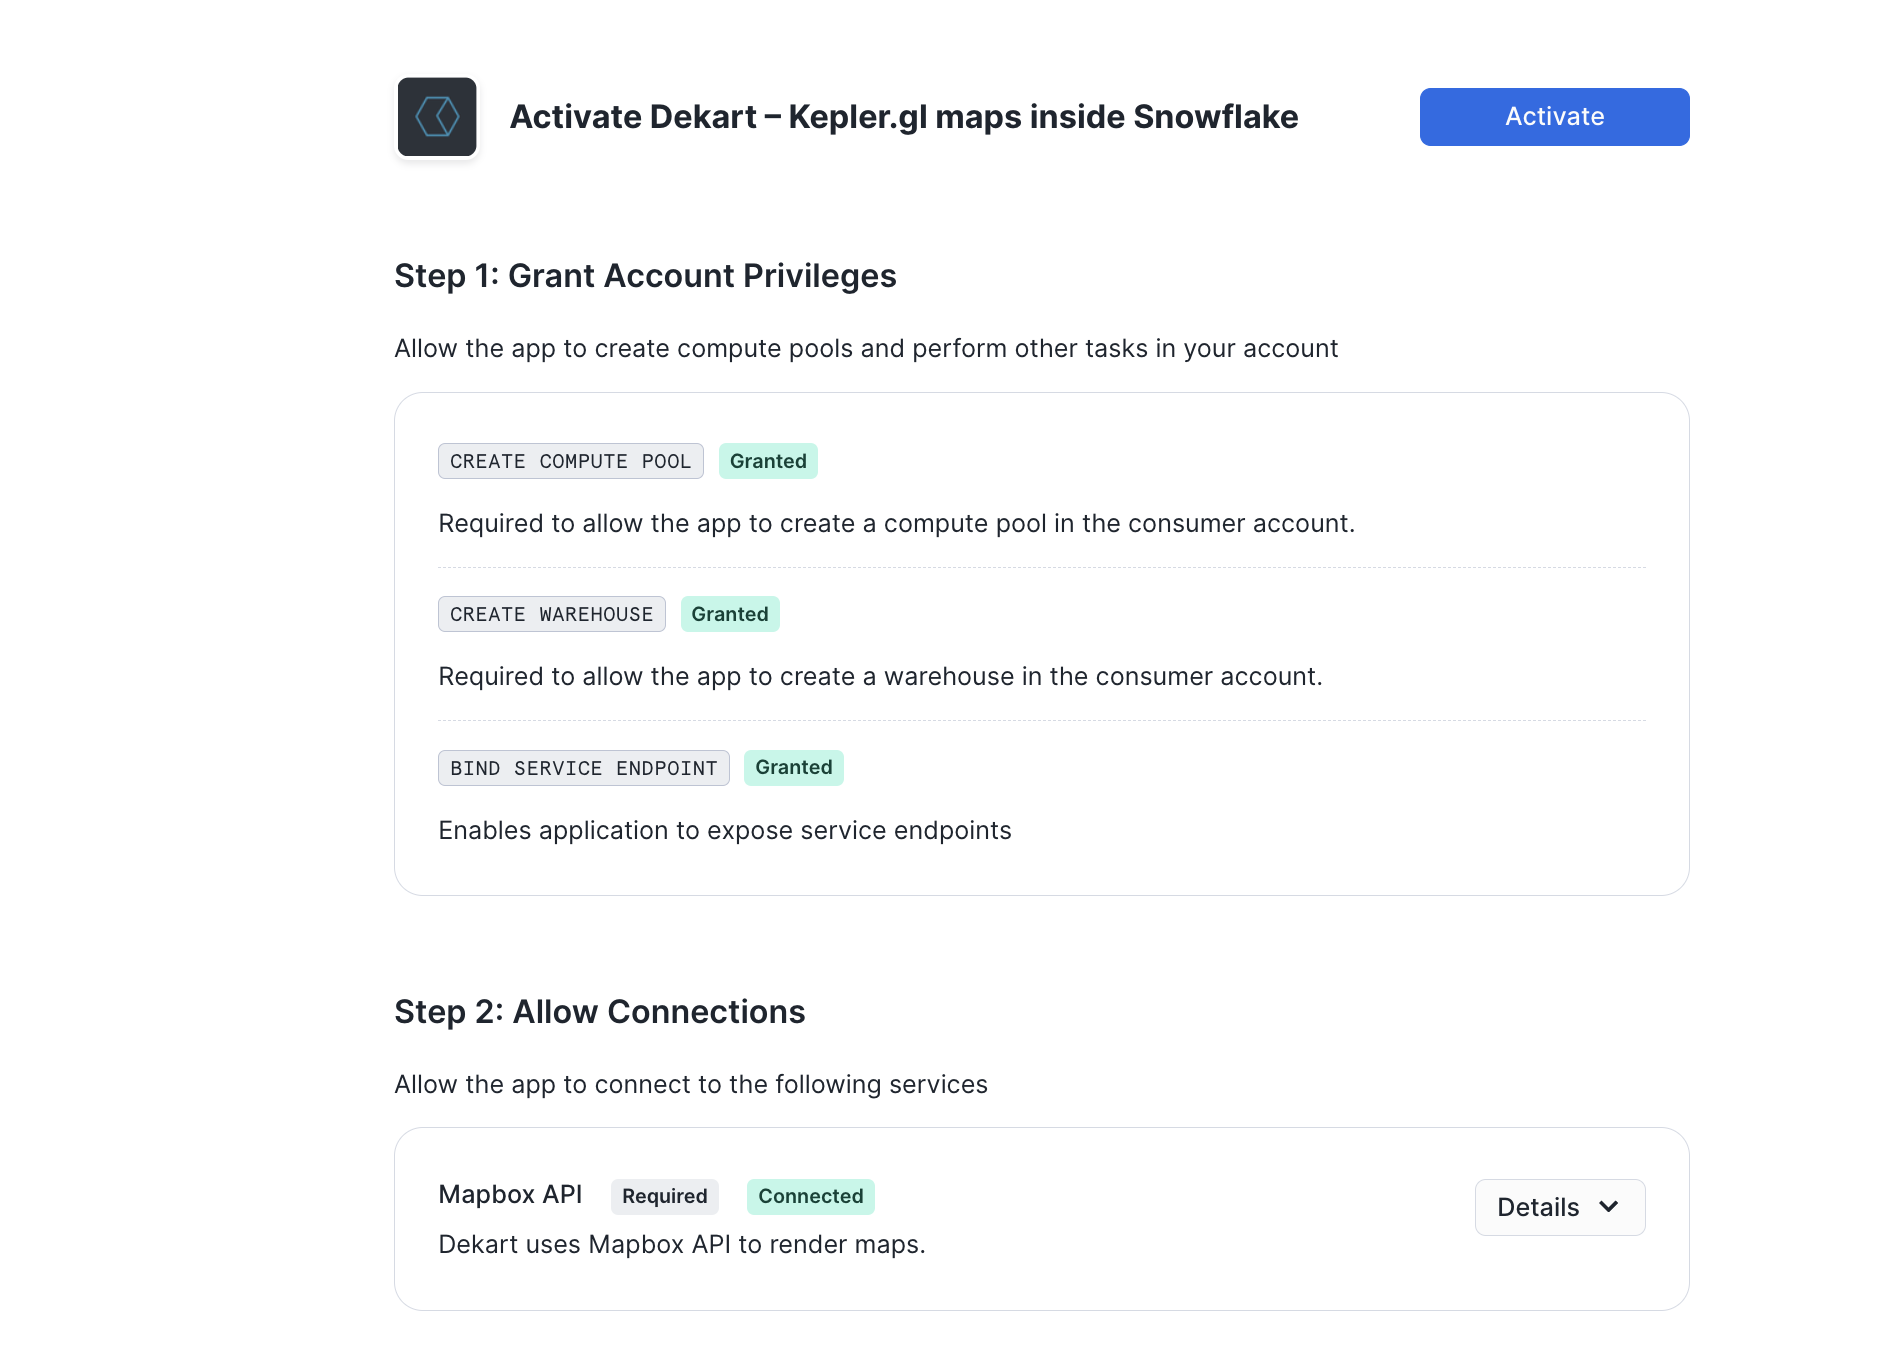 Activate Dekart – Kepler.gl maps inside Snowflake
Activate
Step 1: Grant Account Privileges
Allow the app to create compute pools and perform other tasks in your account
CREATE COMPUTE POOL Granted
Required to allow the app to create a compute pool in the consumer account.
CREATE WAREHOUSE Granted
Required to allow the app to create a warehouse in the consumer account.
BIND SERVICE ENDPOINT Granted
Enables application to expose service endpoints
Step 2: Allow Connections
Allow the app to connect to the following services
Mapbox API Required Connected
Details
Dekart uses Mapbox API to render maps.